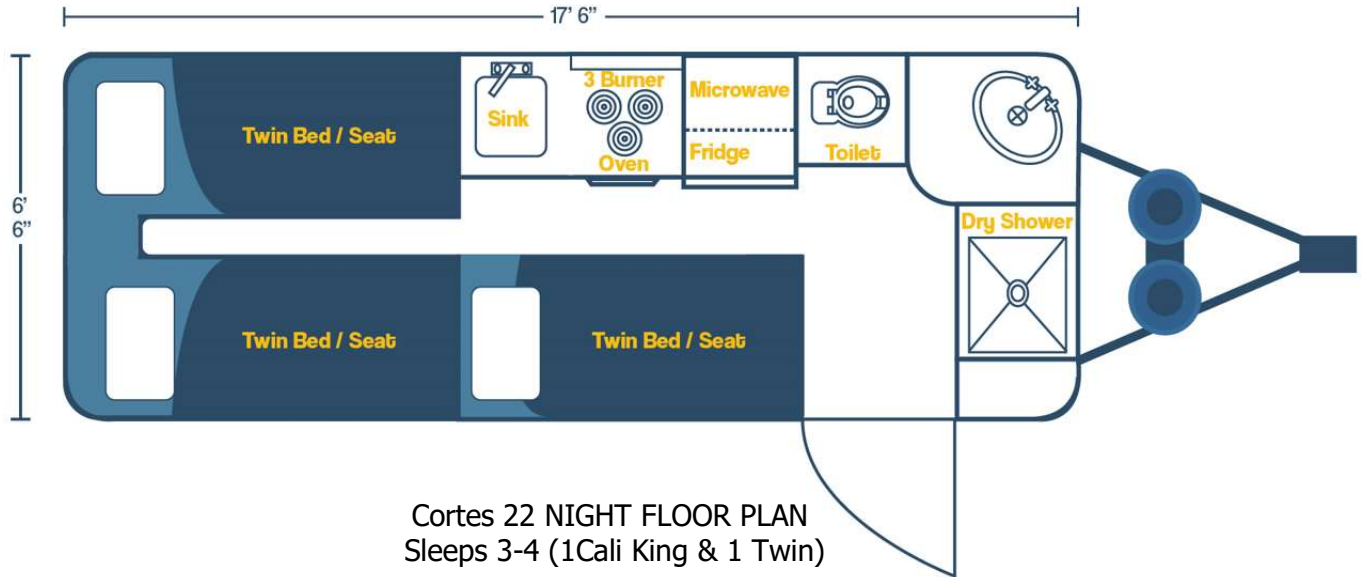 17' 6”
6'
6”
Twin Bed / Seat
Sink
3 Burner
Oven
Microwave
Fridge
Toilet
Dry Shower
Twin Bed / Seat
Twin Bed / Seat
Cortes 22 NIGHT FLOOR PLAN
Sleeps 3-4 (1Cali King & 1 Twin)